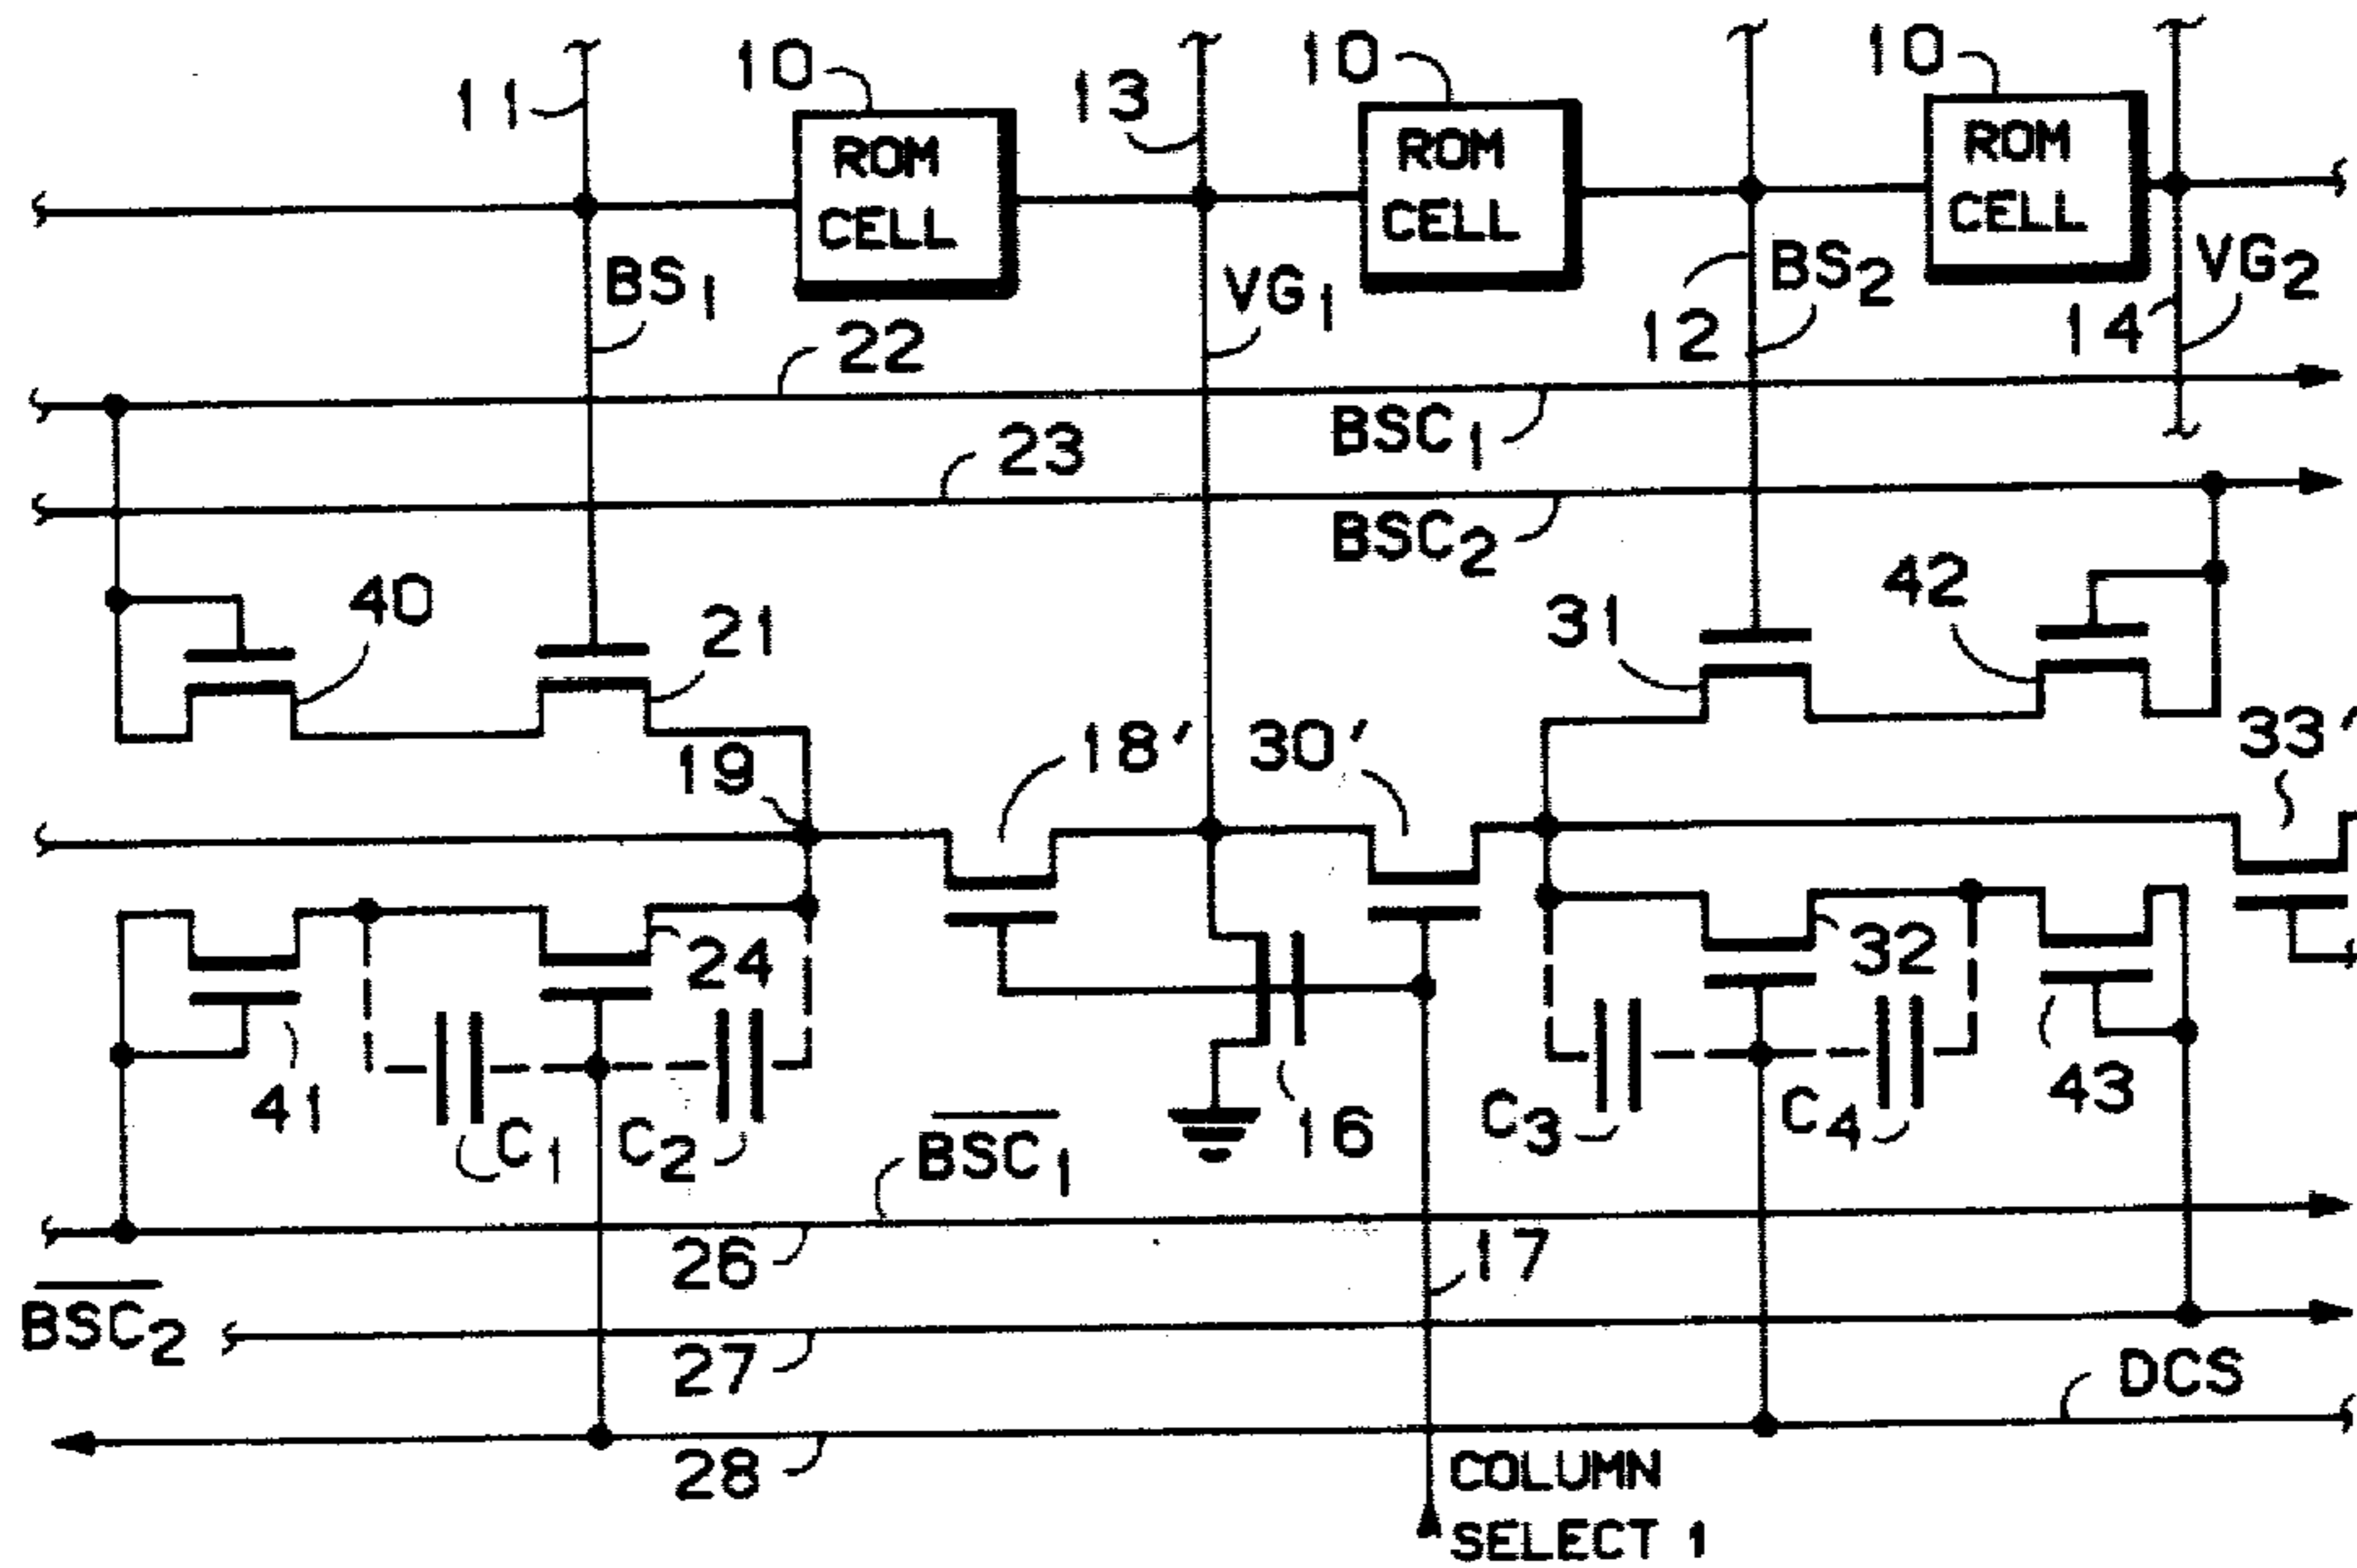 11
10
13
10
10
ROM
CELL
ROM
CELL
ROM
CELL
BS1
VG1
12
BS2
14
VG2
22
BSC1
23
BSC2
40
21
31
42
19
18'
30'
33'
24
32
41
C1
C2
BSC1
16
C3
C4
43
26
17
BSC2
27
DCS
28
COLUMN
SELECT 1